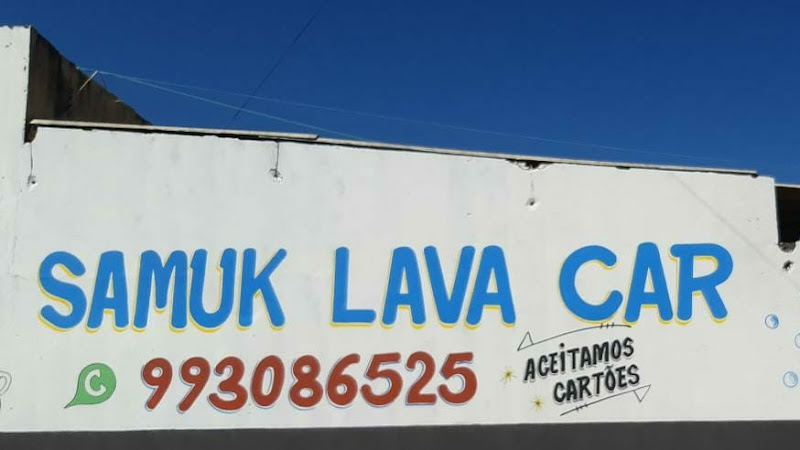 SAMUK LAVA CAR
993086525
ACEITAMOS
CARTÕES